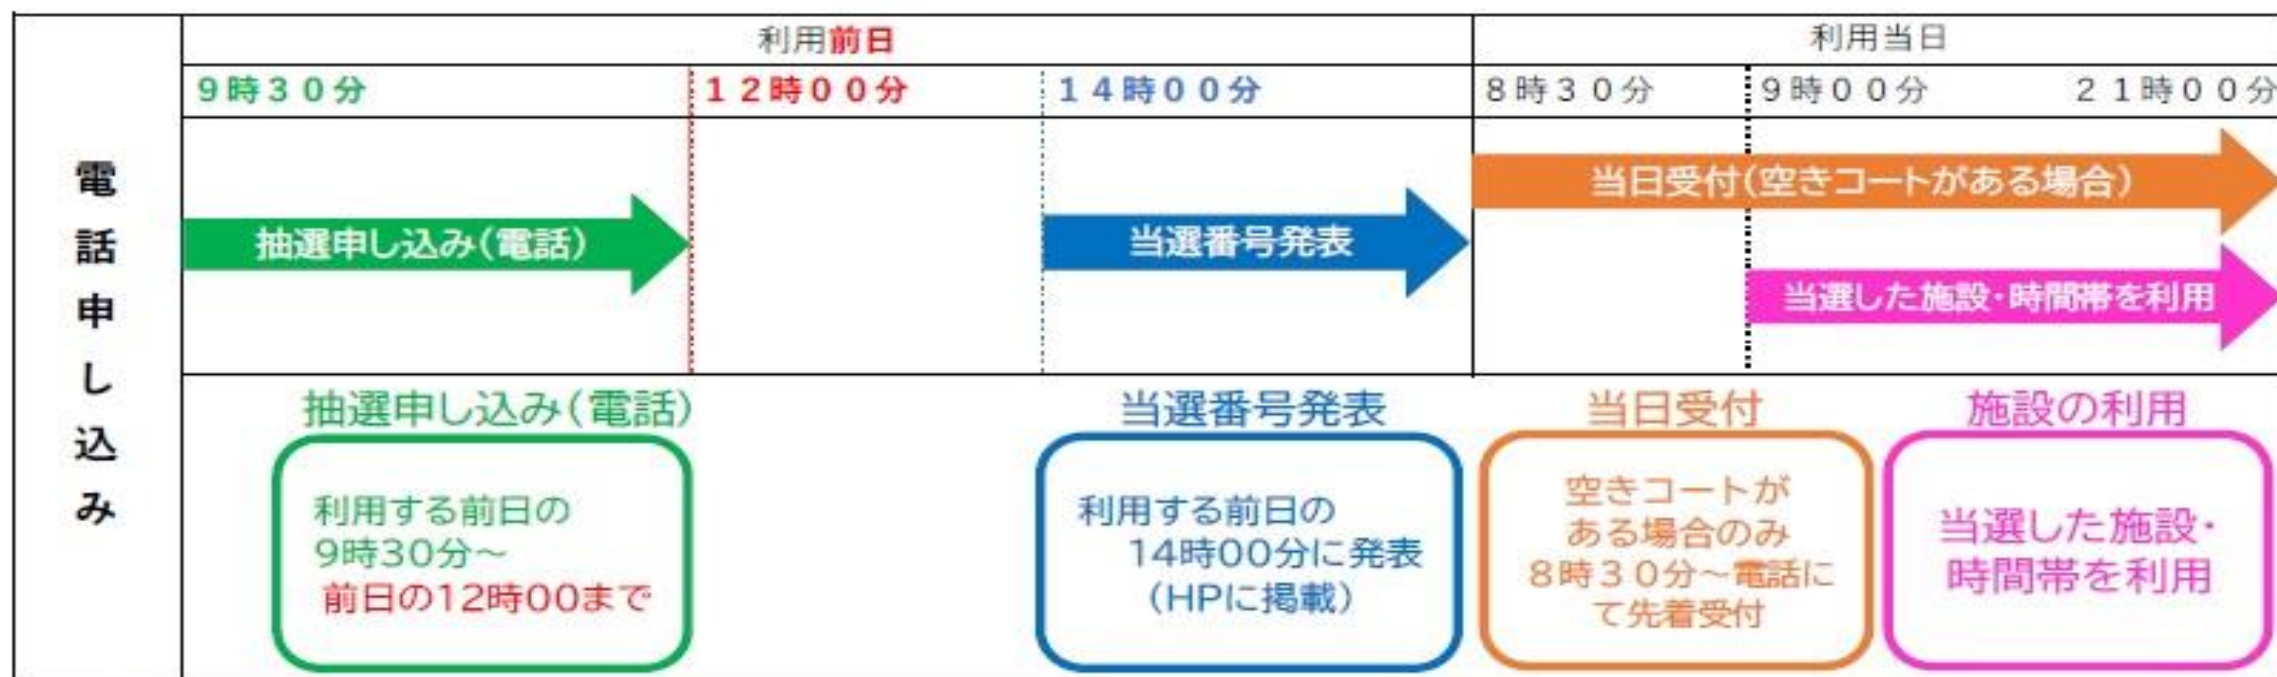 電話申し込み
利用前日
利用当日
9時30分
12時00分
14時00分
8時30分
9時00分
21時00分
抽選申し込み(電話)
当選番号発表
当日受付(空きコートがある場合)
当選した施設・時間帯を利用
抽選申し込み(電話)
利用する前日の
9時30分～
前日の12時00まで
当選番号発表
利用する前日の
14時00分に発表
(HPに掲載)
当日受付
空きコートが
ある場合のみ
8時30分～電話に
て先着受付
施設の利用
当選した施設・
時間帯を利用